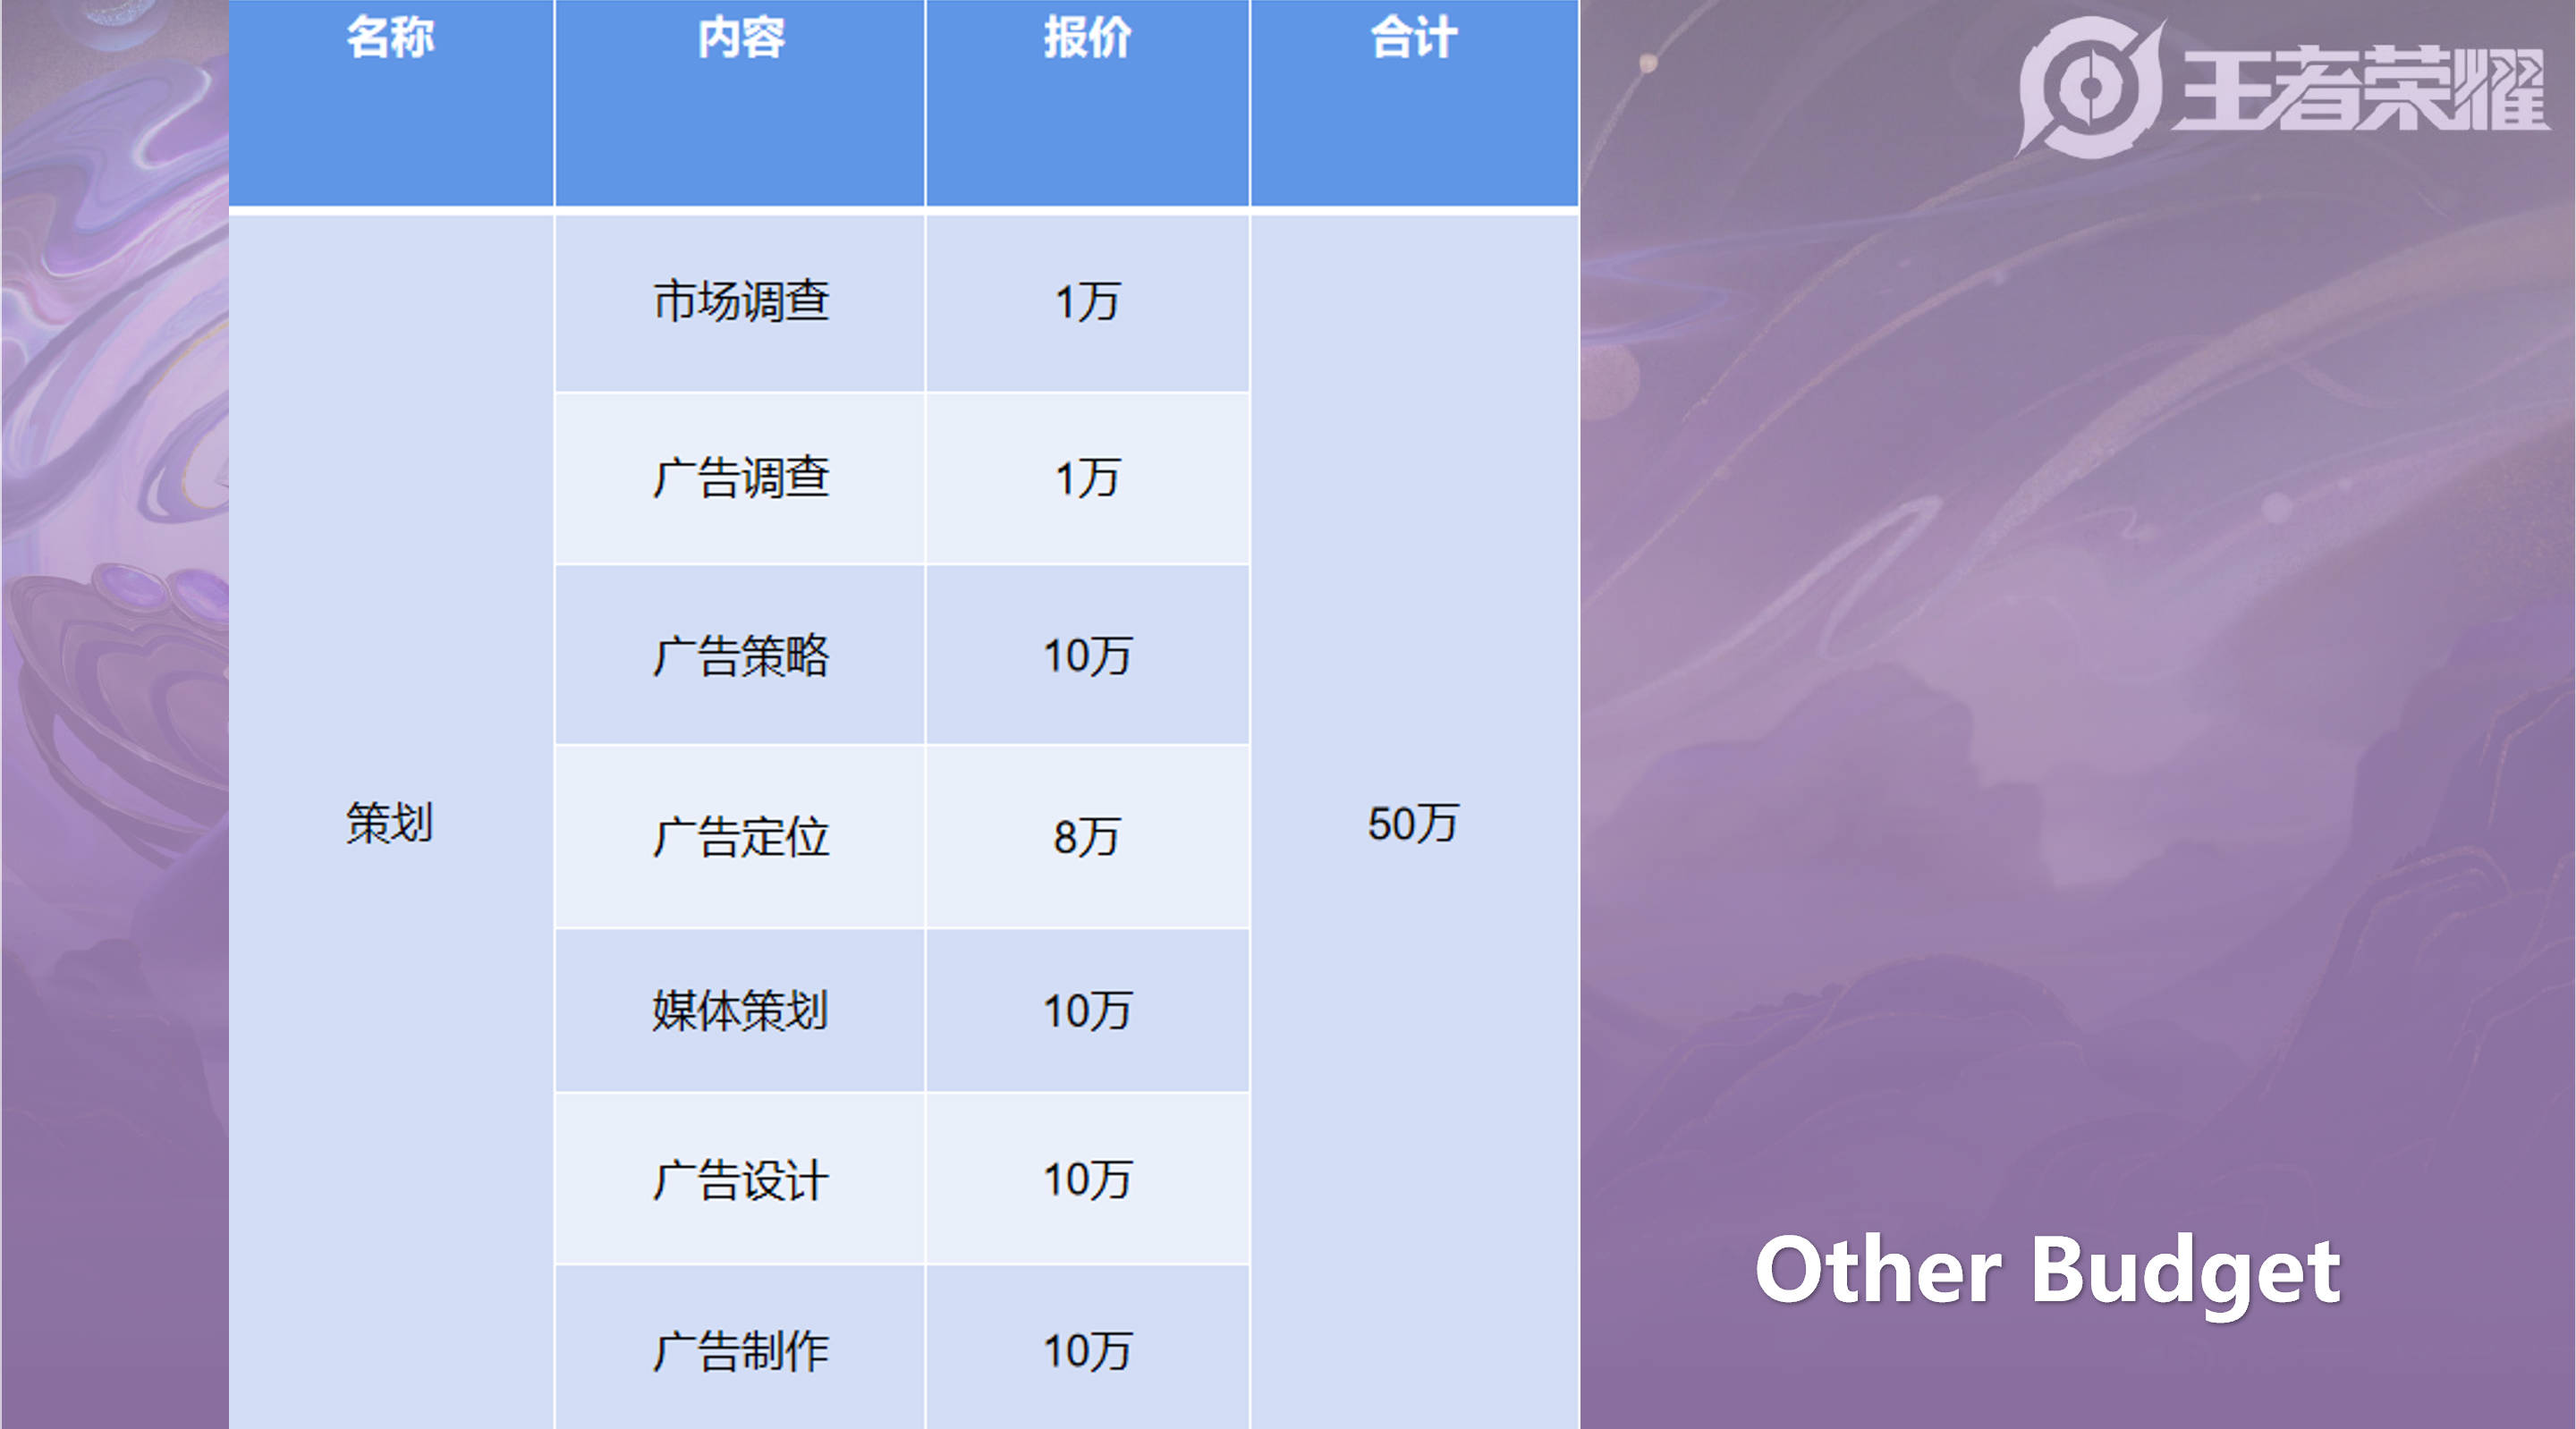 名称 内容 报价 合计
王者荣耀
市场调查 1万
广告调查 1万
广告策略 10万
策划 广告定位 8万 50万
媒体策划 10万
广告设计 10万
广告制作 10万
Other Budget